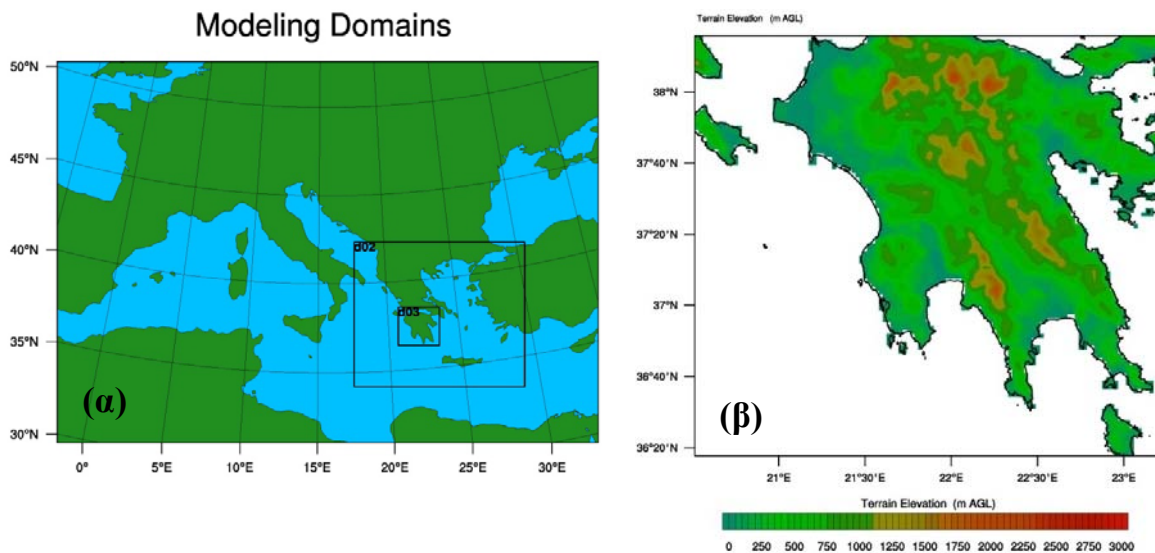 Modeling Domains
50°N
45°N
40°N
35°N
30°N
0°
5°E
10°E
15°E
20°E
25°E
30°E
d02
d03
(α)
Terrain Elevation (m AGL)
38°N
37°40'N
37°20'N
37°N
36°40'N
36°20'N
21°E
21°30'E
22°E
22°30'E
23°E
(β)
Terrain Elevation (m AGL)
0 250 500 750 1000 1250 1500 1750 2000 2250 2500 2750 3000